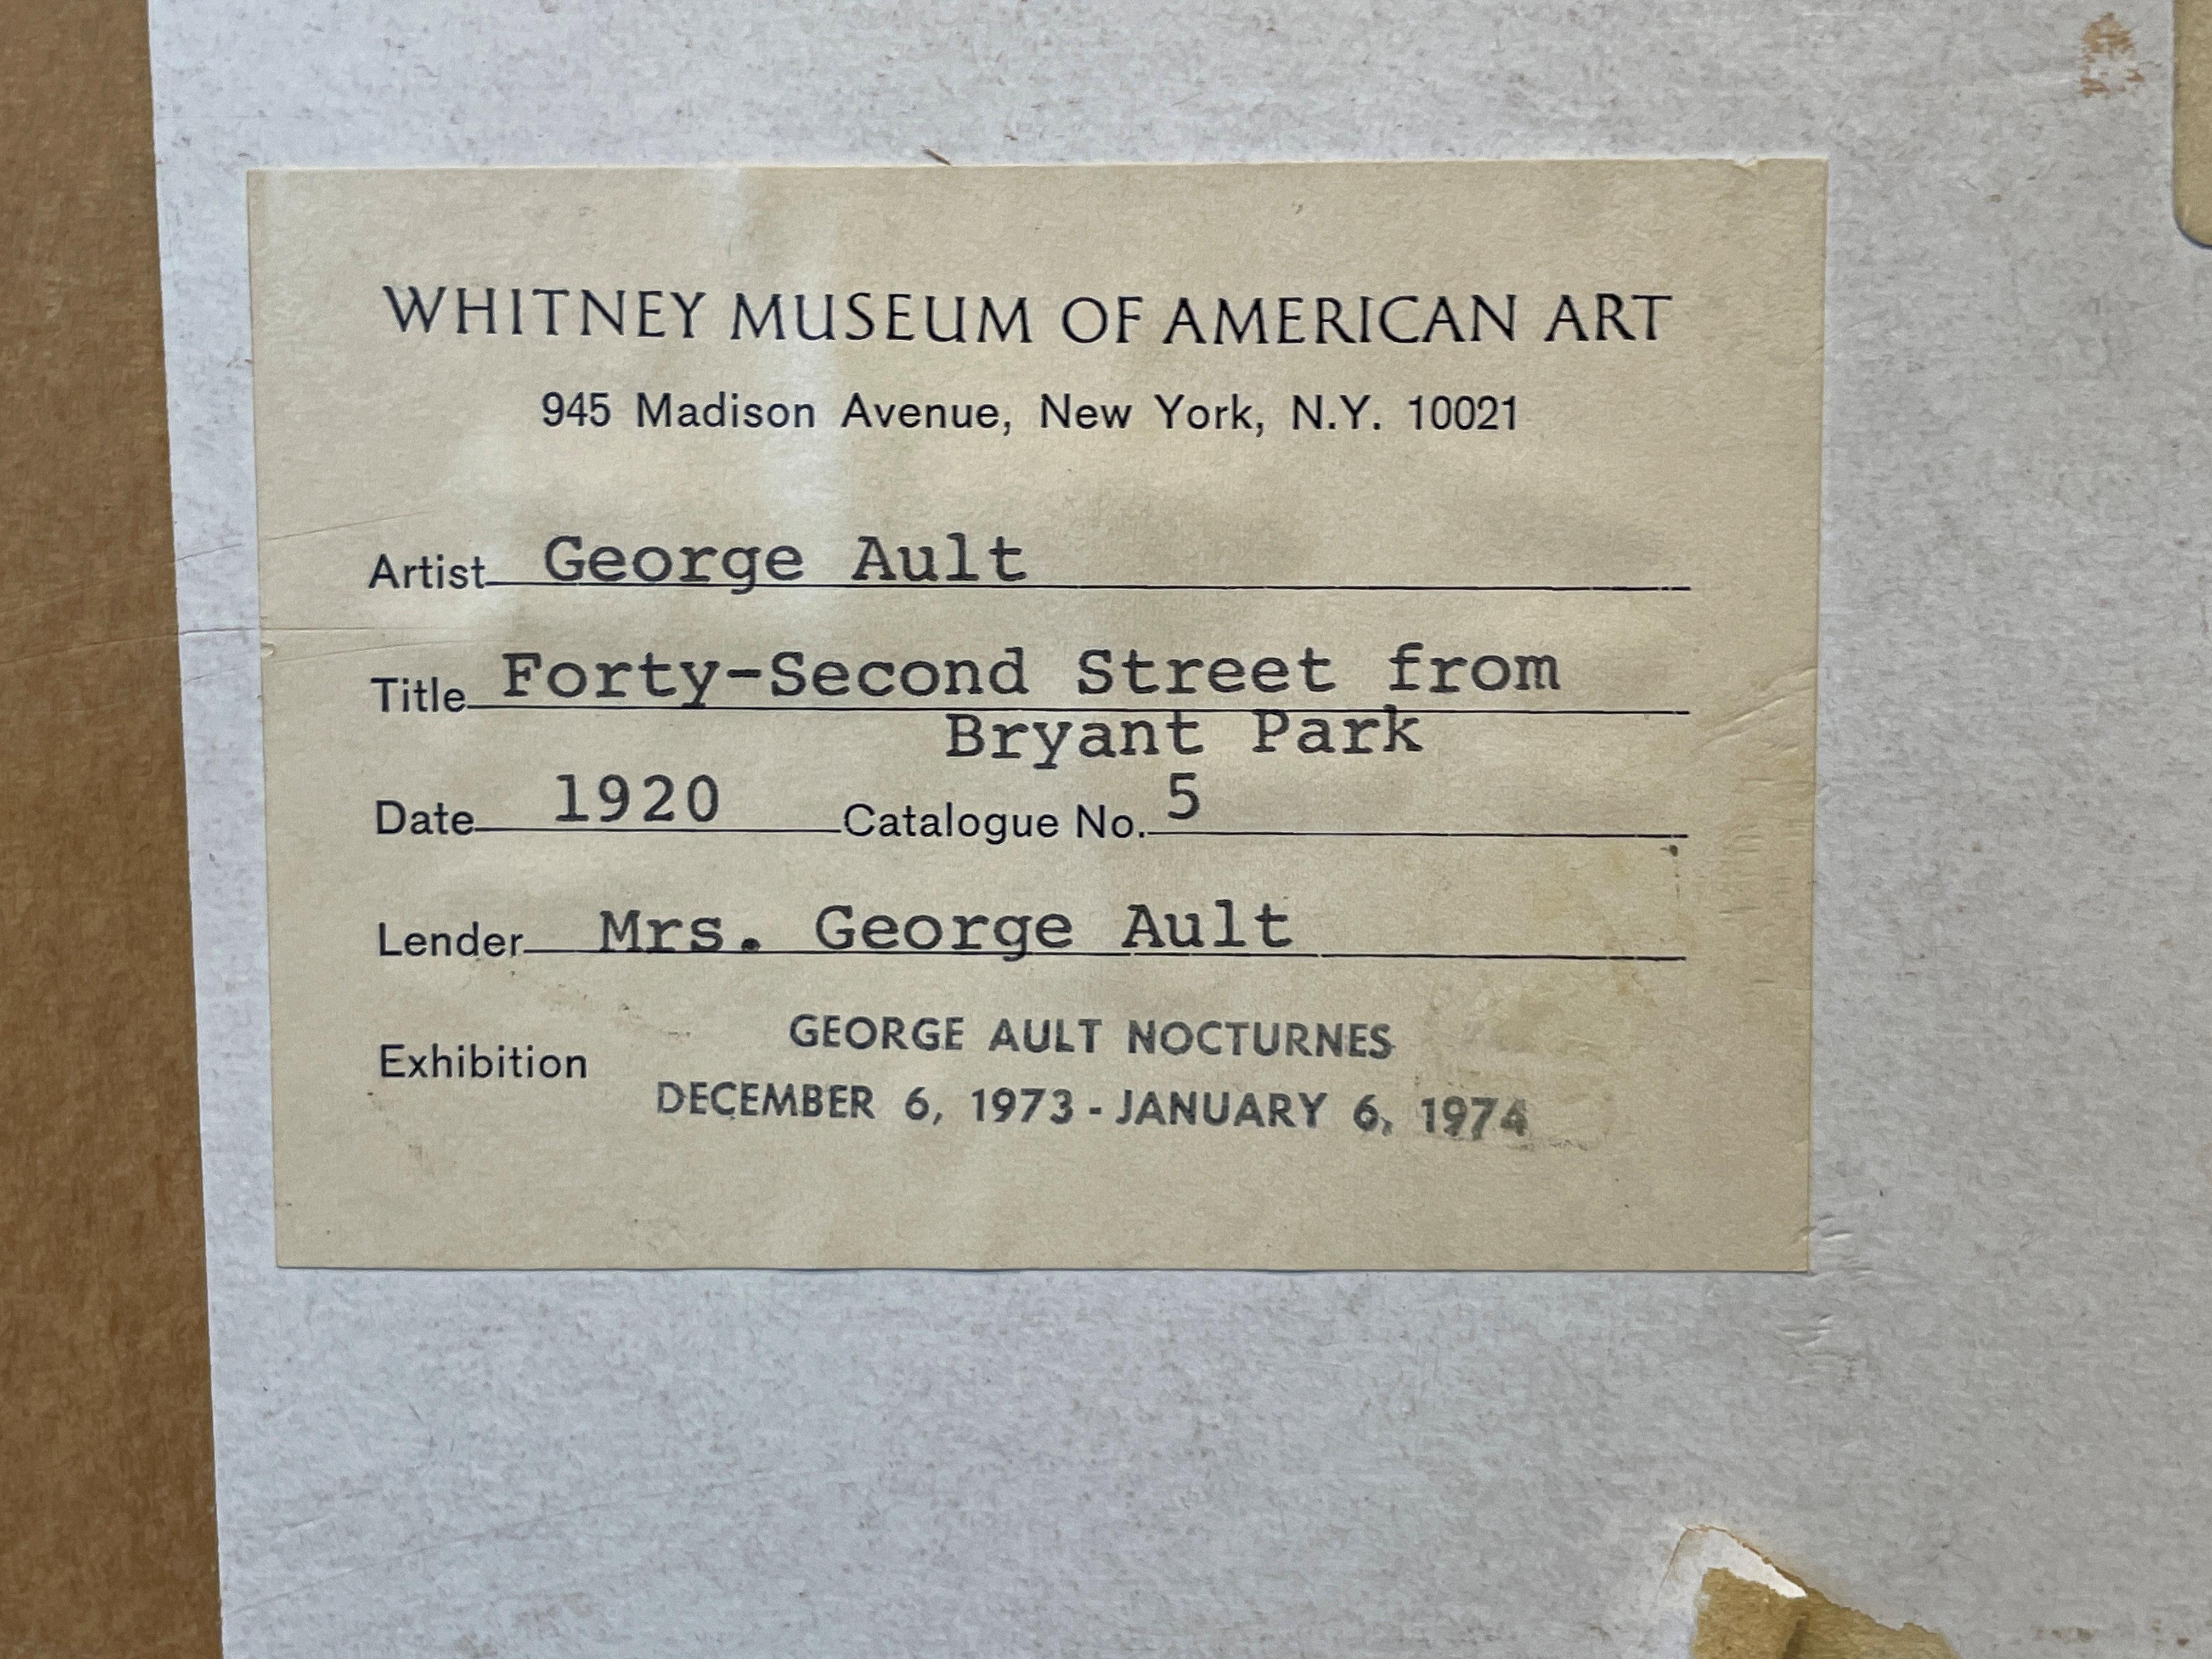 WHITNEY MUSEUM OF AMERICAN ART
945 Madison Avenue, New York, N.Y. 10021
Artist George Ault
Title Forty-Second Street from
Bryant Park
Date 1920 Catalogue No. 5
Lender Mrs. George Ault
Exhibition GEORGE AULT NOCTURNES
DECEMBER 6, 1973 - JANUARY 6, 1974